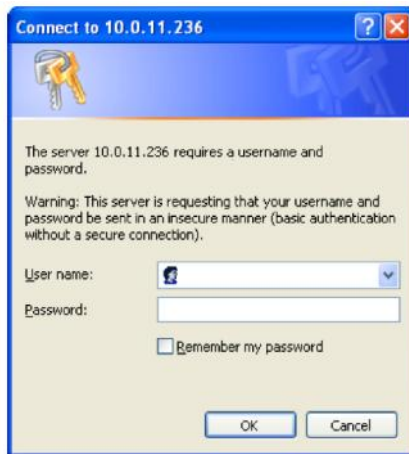 Connect to 10.0.11.236
The server 10.0.11.236 requires a username and
password.
Warning: This server is requesting that your username and
password be sent in an insecure manner (basic authentication
without a secure connection).
User name:
Password:
Remember my password
OK Cancel